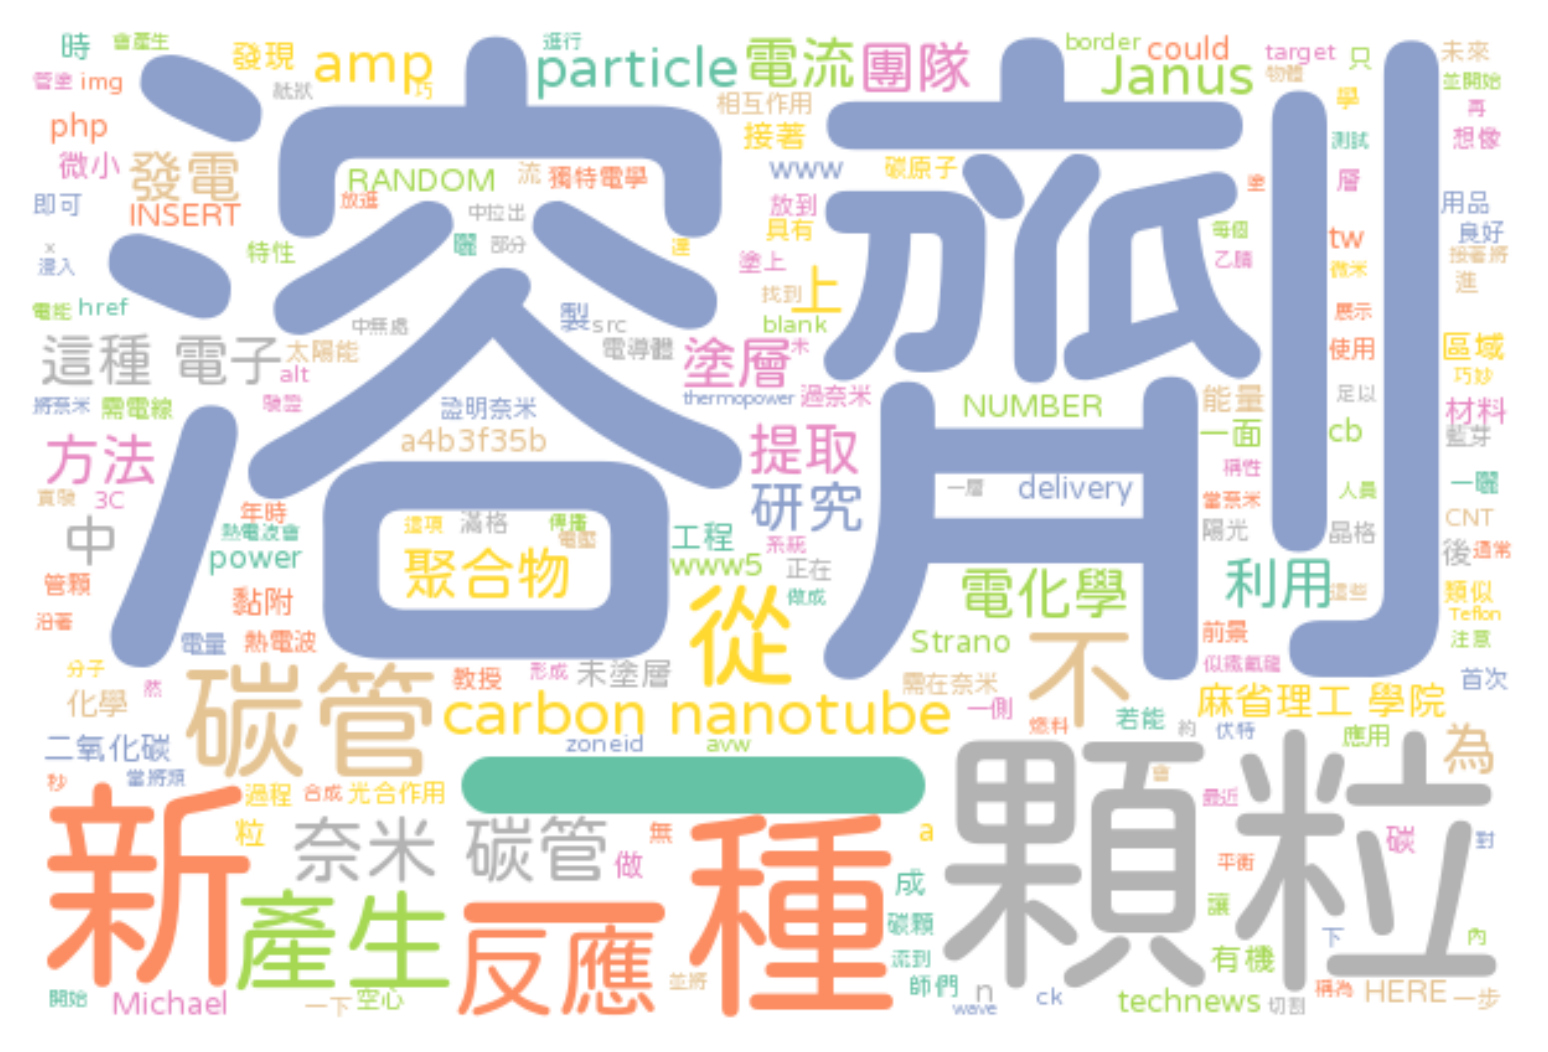 時 會產生 發現 amp 進行 particle 電流 團隊 border could target 只 未來
管塗 img 紙狀 巧 Janus 物體 並開始
溶劑
php 相互作用 接著 學 再
微小 發電 RANDOM 流 獨特電學 www 碳原子 測試 想像
即可 INSERT 放進 中拉出 放到 塗 層 用品
x 浸入 特性 曬 部分 達 具有 每個 tw 良好
塗上 乙腈 微米 接著將
電能 href 找到 上 進
這種 電子 中無處 製 src blank 展示
太陽能 alt 電導體 塗層 米 使用 區域
將奈米 需電線 驗證 證明奈米 thermopower 過奈米 NUMBER 能量 足以 巧妙
方法 a4b3f35b 提取 一面 cb 材料
藍芽
實驗 3C 年時 一層 delivery 稱性 當奈米 人員 一曬
中 熱電波會 這項 滿格 傳播 電壓 研究 工程 系統 陽光 晶格 CNT
power 聚合物 www5 正在 後 通常
管顆 黏附 做成 電化學 利用 這些 類似
沿著 從 Teflon
電量 熱電波 Strano 不 前景 注意
分子 然 碳管 教授 形成 未塗層 需在奈米 似鐵氟龍 首次
化學 carbon nanotube 一側 麻省理工 學院
二氧化碳 zoneid avw 燃料 若能 約 伏特 應用 為
秒 當將類 一 顆粒 會
新 過程 合成 光合作用 最近
粒 奈米 碳管 種 無 a 碳 對
做 平衡
產生 反應 成 讓
碳顆 下 內
流到 有機
開始 Michael 一下 空心 並將 師們 n wave ck technews 切割 稱為 HERE 一步